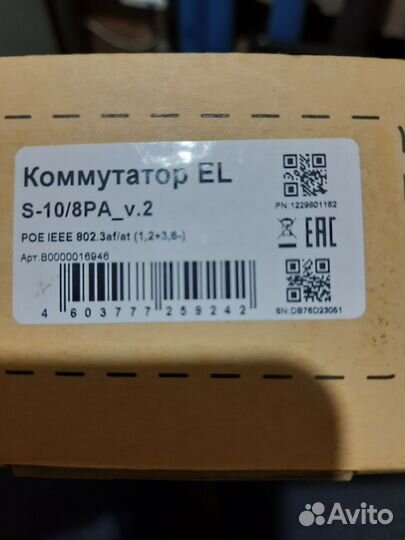 Коммутатор EL
S-10/8PA_v.2
POE IEEE 802.3af/at (1,2+3,6-)
Арт.B0000016946
4 603777 259242
PN:1229801162
EAC
SN:DB76D23061
Avito